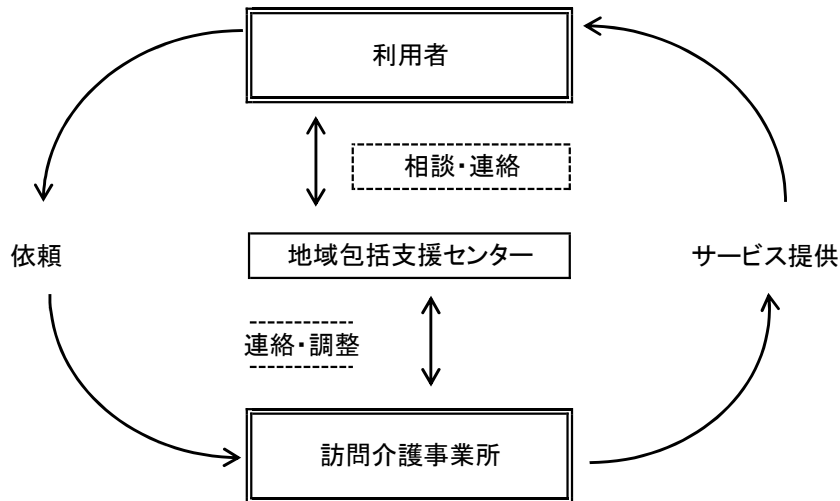 利用者
相談・連絡
依頼
地域包括支援センター
サービス提供
連絡・調整
訪問介護事業所